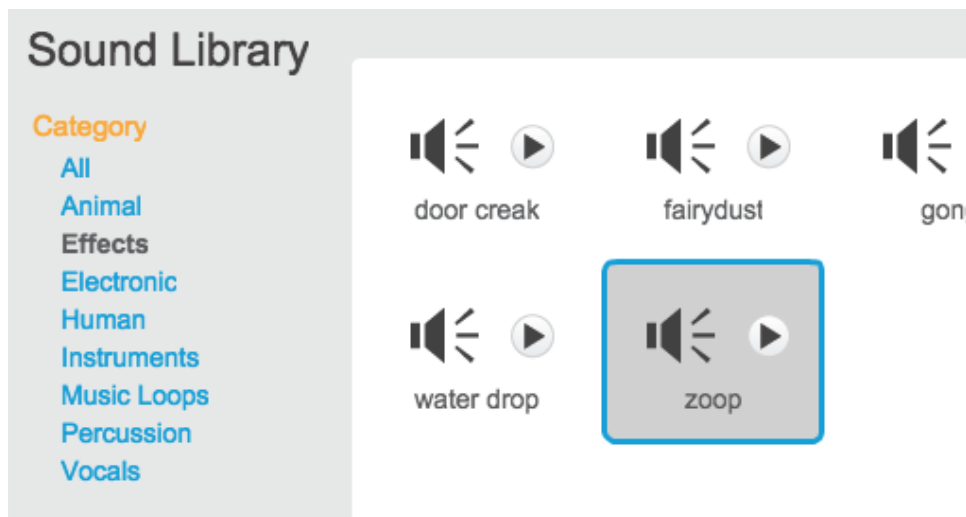 Sound Library
Category
All
Animal
Effects
Electronic
Human
Instruments
Music Loops
Percussion
Vocals
door creak
fairydust
water drop
zoop